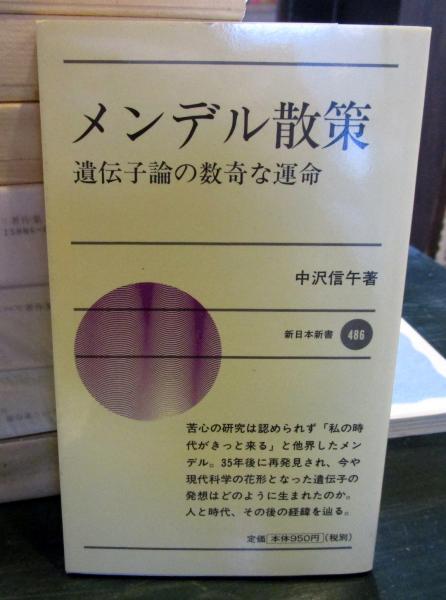 メンデル散策
遺伝子論の数奇な運命
中沢信午著
新日本新書 486
苦心の研究は認められず「私の時
代がきっと来る」と他界したメン
デル。35年後に再発見され、今や
現代科学の花形となった遺伝子の
発想はどのように生まれたのか。
人と時代、その後の経緯を辿る。
定価[本体950円](税別)